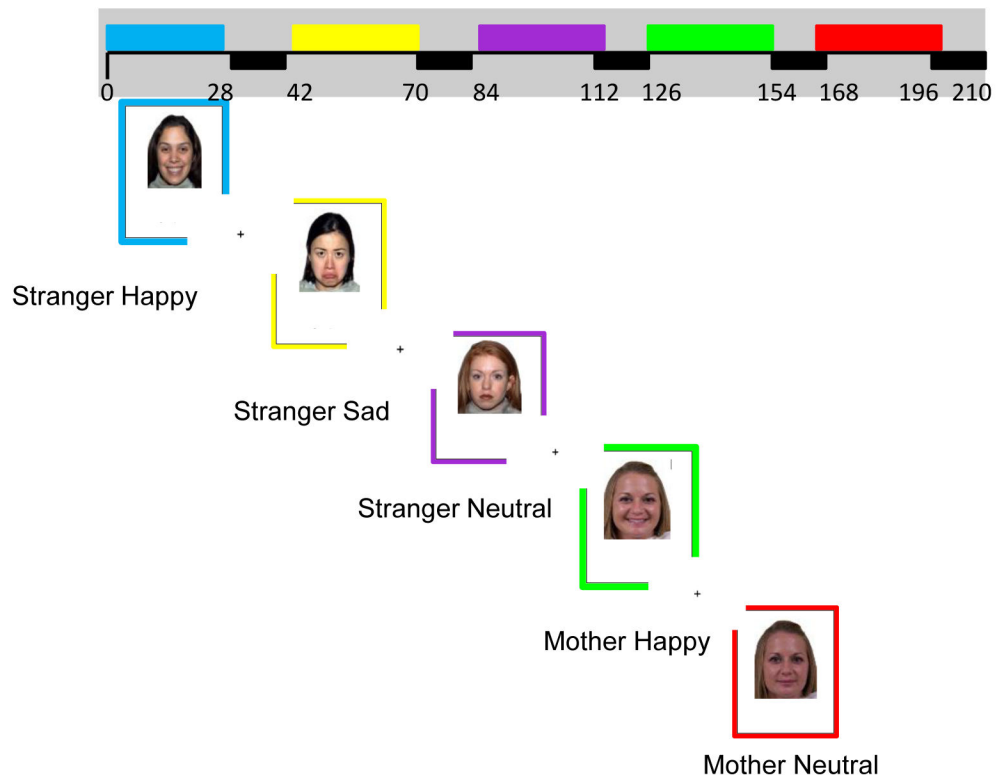 0 28 42 70 84 112 126 154 168 196 210
+
Stranger Happy
+
Stranger Sad
+
Stranger Neutral
+
Mother Happy
Mother Neutral